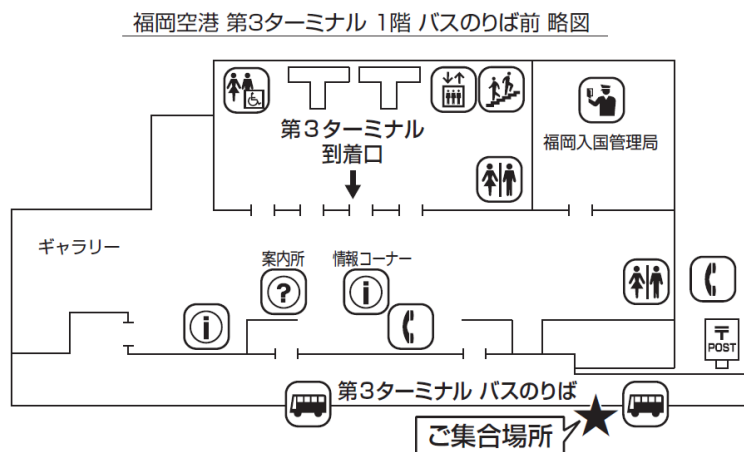 福岡空港 第3ターミナル 1階 バスのりば前 略図
第3ターミナル
到着口
福岡入国管理局
ギャラリー
案内所
情報コーナー
?
i
i
〒
POST
第3ターミナル バスのりば
ご集合場所